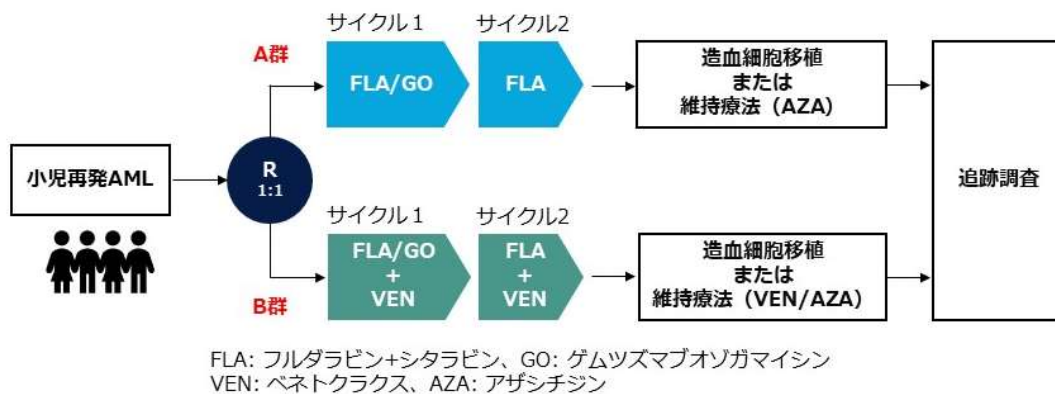 サイクル１
サイクル2
A群
FLA/GO
FLA
造血細胞移植
または
維持療法（AZA）
小児再発AML
R
1:1
追跡調査
サイクル１
サイクル2
FLA/GO
+
VEN
FLA
+
VEN
造血細胞移植
または
維持療法（VEN/AZA）
B群
FLA: フルダラビン+シタラビン、GO: ゲムツズマブオゾガマイシン
VEN: ベネトクラクス、AZA: アザシチジン